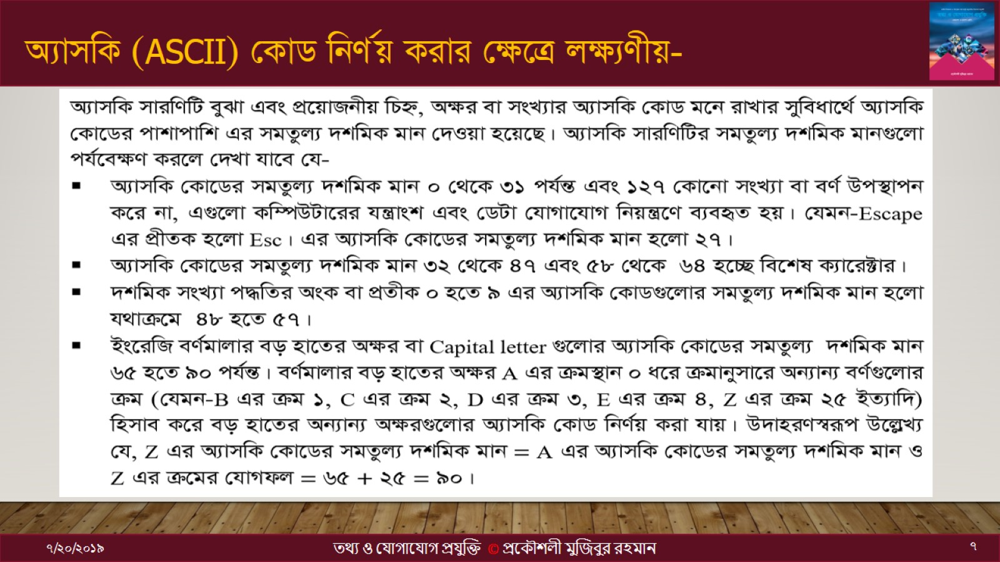 অ্যাসকি (ASCII) কোড নির্ণয় করার ক্ষেত্রে লক্ষ্যণীয়-
তথ্য ও যোগাযোগ প্রযুক্তি
অ্যাসকি সারণিটি বুঝা এবং প্রয়োজনীয় চিহ্ন, অক্ষর বা সংখ্যার অ্যাসকি কোড মনে রাখার সুবিধার্থে অ্যাসকি
কোডের পাশাপাশি এর সমতুল্য দশমিক মান দেওয়া হয়েছে। অ্যাসকি সারণিটির সমতুল্য দশমিক মানগুলো
পর্যবেক্ষণ করলে দেখা যাবে যে-
▪ অ্যাসকি কোডের সমতুল্য দশমিক মান ০ থেকে ৩১ পর্যন্ত এবং ১২৭ কোনো সংখ্যা বা বর্ণ উপস্থাপন
করে না, এগুলো কম্পিউটারের যন্ত্রাংশ এবং ডেটা যোগাযোগ নিয়ন্ত্রণে ব্যবহৃত হয়। যেমন-Escape
এর প্রীতক হলো Esc। এর অ্যাসকি কোডের সমতুল্য দশমিক মান হলো ২৭।
▪ অ্যাসকি কোডের সমতুল্য দশমিক মান ৩২ থেকে ৪৭ এবং ৫৮ থেকে ৬৪ হচ্ছে বিশেষ ক্যারেক্টার।
▪ দশমিক সংখ্যা পদ্ধতির অংক বা প্রতীক ০ হতে ৯ এর অ্যাসকি কোডগুলোর সমতুল্য দশমিক মান হলো
যথাক্রমে ৪৮ হতে ৫৭।
▪ ইংরেজি বর্ণমালার বড় হাতের অক্ষর বা Capital letter গুলোর অ্যাসকি কোডের সমতুল্য দশমিক মান
৬৫ হতে ৯০ পর্যন্ত। বর্ণমালার বড় হাতের অক্ষর A এর ক্রমস্থান ০ ধরে ক্রমানুসারে অন্যান্য বর্ণগুলোর
ক্রম (যেমন-B এর ক্রম ১, C এর ক্রম ২, D এর ক্রম ৩, E এর ক্রম ৪, Z এর ক্রম ২৫ ইত্যাদি)
হিসাব করে বড় হাতের অন্যান্য অক্ষরগুলোর অ্যাসকি কোড নির্ণয় করা যায়। উদাহরণস্বরূপ উল্লেখ্য
যে, Z এর অ্যাসকি কোডের সমতুল্য দশমিক মান = A এর অ্যাসকি কোডের সমতুল্য দশমিক মান ও
Z এর ক্রমের যোগফল = ৬৫ + ২৫ = ৯০।
৭/২০/২০১৯
তথ্য ও যোগাযোগ প্রযুক্তি © প্রকৌশলী মুজিবুর রহমান
৭